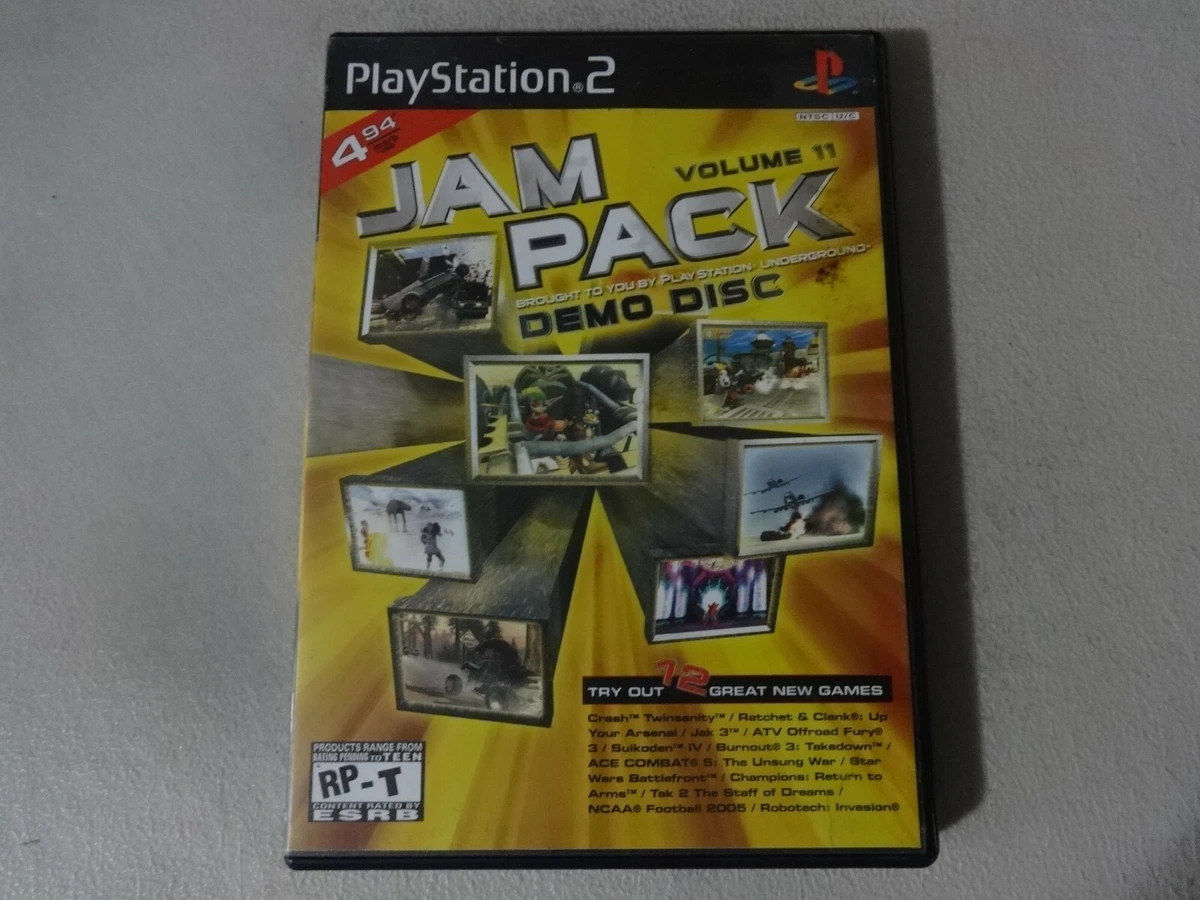 PlayStation®2
NTSC U/C
4.94
JAM
VOLUME 11
PACK
BROUGHT TO YOU BY PLAYSTATION® UNDERGROUND™
DEMO DISC
TRY OUT 12 GREAT NEW GAMES
Crash™ Twinsanity™ / Ratchet & Clank®: Up
Your Arsenal / Jak 3™ / ATV Offroad Fury®
3 / Suikoden™ IV / Burnout® 3: Takedown™ /
ACE COMBAT® 5: The Unsung War / Star
Wars Battlefront™ / Champions: Return to
Arms™ / Tak 2 The Staff of Dreams /
NCAA® Football 2005 / Robotech: Invasion®
PRODUCTS RANGE FROM
RATING PENDING TO TEEN
RP-T
CONTENT RATED BY
ESRB